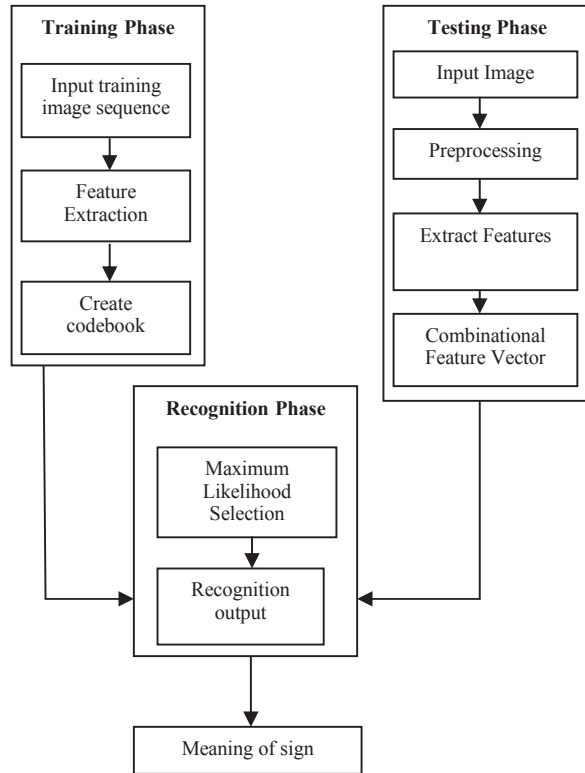 Training Phase
Input training
image sequence
Feature
Extraction
Create
codebook
Testing Phase
Input Image
Preprocessing
Extract Features
Combinational
Feature Vector
Recognition Phase
Maximum
Likelihood
Selection
Recognition
output
Meaning of sign